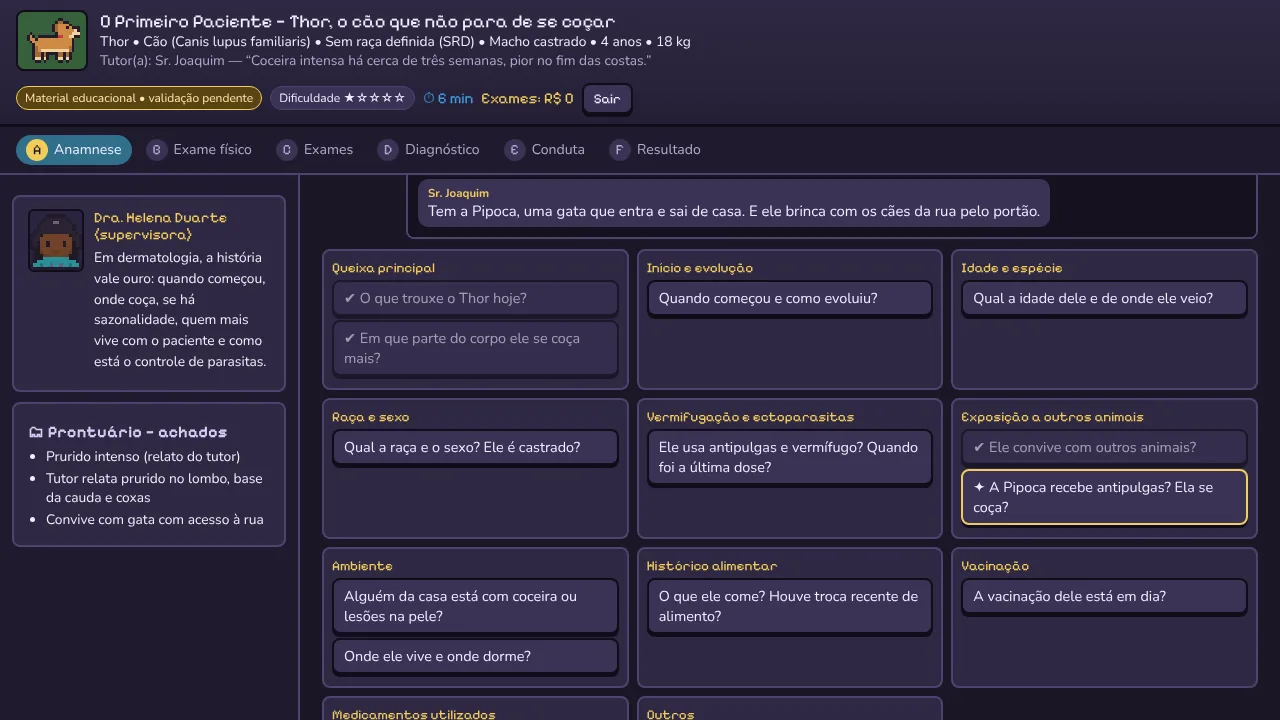 O Primeiro Paciente – Thor, o cão que não para de se coçar
Thor • Cão (Canis lupus familiaris) • Sem raça definida (SRD) • Macho castrado • 4 anos • 18 kg
Tutor(a): Sr. Joaquim — “Coceira intensa há cerca de três semanas, pior no fim das costas.”
Material educacional • validação pendente
Dificuldade ★☆☆☆☆
⏱ 6 min
Exames: R$ 0
Sair
A Anamnese
B Exame físico
C Exames
D Diagnóstico
E Conduta
F Resultado
Dra. Helena Duarte
(supervisora)
Em dermatologia, a história
vale ouro: quando começou,
onde coça, se há
sazonalidade, quem mais
vive com o paciente e como
está o controle de parasitas.
🗂 Prontuário – achados
• Prurido intenso (relato do tutor)
• Tutor relata prurido no lombo, base
da cauda e coxas
• Convive com gata com acesso à rua
Sr. Joaquim
Tem a Pipoca, uma gata que entra e sai de casa. E ele brinca com os cães da rua pelo portão.
Queixa principal
✔ O que trouxe o Thor hoje?
✔ Em que parte do corpo ele se coça
mais?
Início e evolução
Quando começou e como evoluiu?
Idade e espécie
Qual a idade dele e de onde ele veio?
Raça e sexo
Qual a raça e o sexo? Ele é castrado?
Vermifugação e ectoparasitas
Ele usa antipulgas e vermífugo? Quando
foi a última dose?
Exposição a outros animais
✔ Ele convive com outros animais?
✦ A Pipoca recebe antipulgas? Ela se
coça?
Ambiente
Alguém da casa está com coceira ou
lesões na pele?
Onde ele vive e onde dorme?
Histórico alimentar
O que ele come? Houve troca recente de
alimento?
Vacinação
A vacinação dele está em dia?
Medicamentos utilizados
Outros